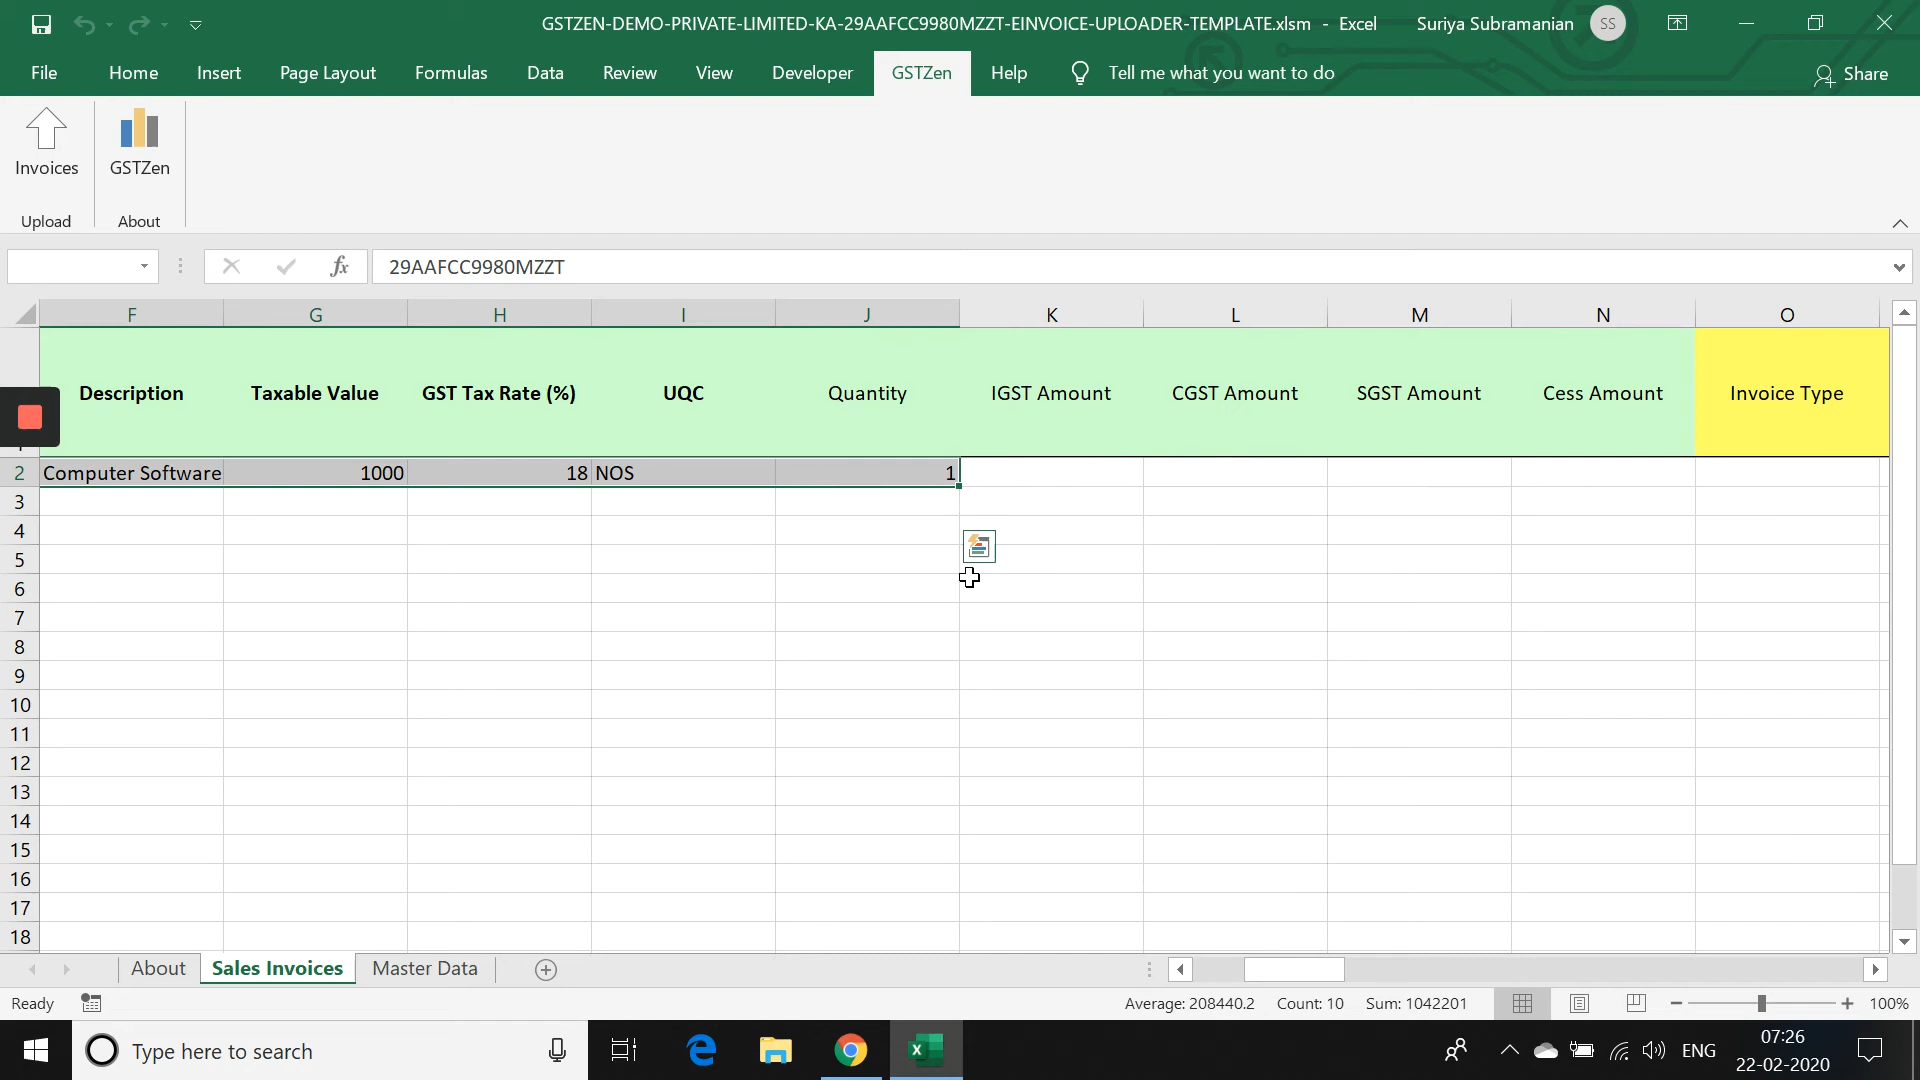 GSTZEN-DEMO-PRIVATE-LIMITED-KA-29AAFCC9980MZZT-EINVOICE-UPLOADER-TEMPLATE.xlsm - Excel Suriya Subramanian SS
File Home Insert Page Layout Formulas Data Review View Developer GSTZen Help Tell me what you want to do Share
Invoices GSTZen
Upload About
fx 29AAFCC9980MZZT
F G H I J K L M N O
Description Taxable Value GST Tax Rate (%) UQC Quantity IGST Amount CGST Amount SGST Amount Cess Amount Invoice Type
2 Computer Software 1000 18 NOS 1
3
4
5
6
7
8
9
10
11
12
13
14
15
16
17
18
About Sales Invoices Master Data
Ready Average: 208440.2 Count: 10 Sum: 1042201 100%
Type here to search ENG 07:26
22-02-2020